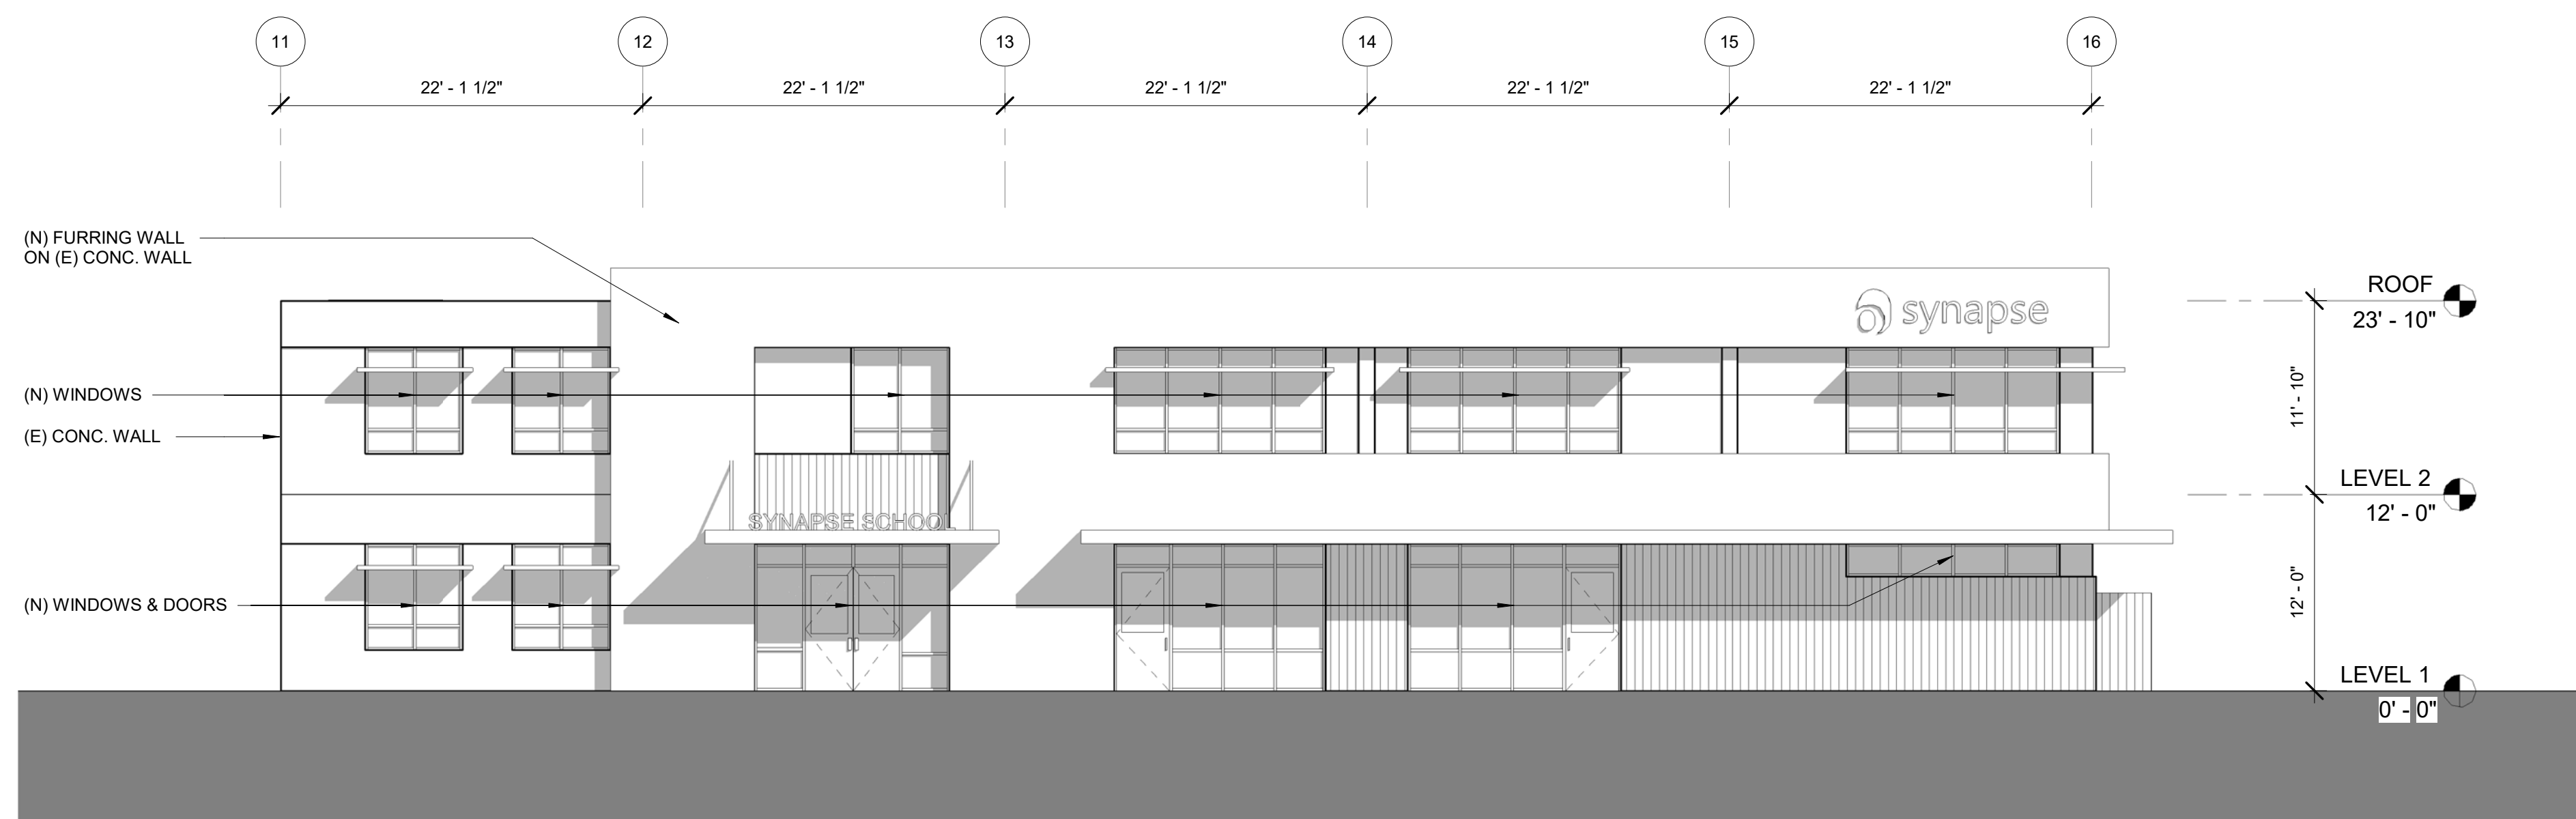 11 12 13 14 15 16
22' - 1 1/2" 22' - 1 1/2" 22' - 1 1/2" 22' - 1 1/2" 22' - 1 1/2"
(N) FURRING WALL
ON (E) CONC. WALL
synapse
ROOF
23' - 10"
(N) WINDOWS
11' - 10"
(E) CONC. WALL
LEVEL 2
12' - 0"
SYNAPSE SCHOOL
(N) WINDOWS & DOORS
12' - 0"
LEVEL 1
0' - 0"